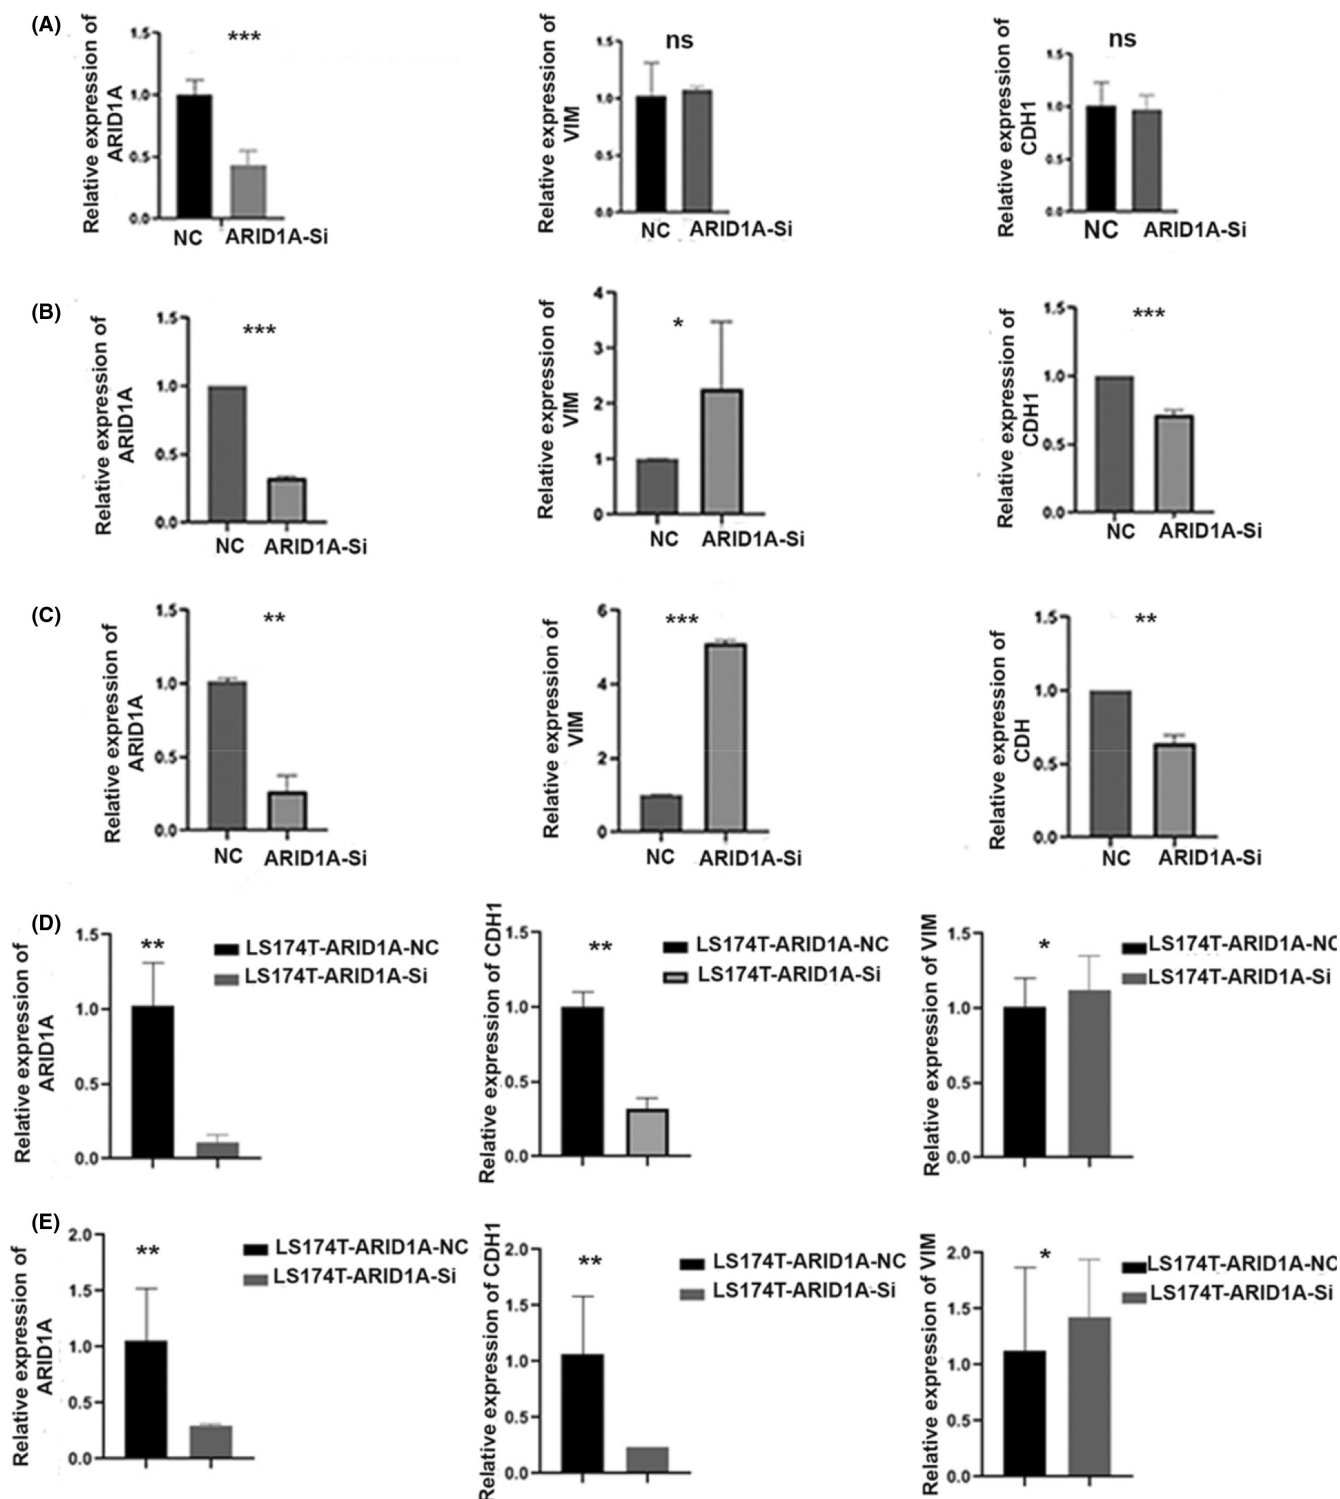 (A)
Relative expression of
ARID1A
1.5
1.0
0.5
0.0
***
NC
ARID1A-Si
Relative expression of
VIM
1.5
1.0
0.5
0.0
ns
NC
ARID1A-Si
Relative expression of
CDH1
1.5
1.0
0.5
0.0
ns
NC
ARID1A-Si
(B)
Relative expression of
ARID1A
1.5
1.0
0.5
0.0
***
NC
ARID1A-Si
Relative expression of
VIM
4
3
2
1
0
*
NC
ARID1A-Si
Relative expression of
CDH1
1.5
1.0
0.5
0.0
***
NC
ARID1A-Si
(C)
Relative expression of
ARID1A
1.5
1.0
0.5
0.0
**
NC
ARID1A-Si
Relative expression of
VIM
6
4
2
0
***
NC
ARID1A-Si
Relative expression of
CDH
1.5
1.0
0.5
0.0
**
NC
ARID1A-Si
(D)
Relative expression of
ARID1A
1.5
1.0
0.5
0.0
**
LS174T-ARID1A-NC
LS174T-ARID1A-Si
Relative expression of CDH1
1.5
1.0
0.5
0.0
**
LS174T-ARID1A-NC
LS174T-ARID1A-Si
Relative expression of VIM
1.5
1.0
0.5
0.0
*
LS174T-ARID1A-NC
LS174T-ARID1A-Si
(E)
Relative expression of
ARID1A
2.0
1.5
1.0
0.5
0.0
**
LS174T-ARID1A-NC
LS174T-ARID1A-Si
Relative expression of CDH1
2.0
1.5
1.0
0.5
0.0
**
LS174T-ARID1A-NC
LS174T-ARID1A-Si
Relative expression of VIM
2.0
1.5
1.0
0.5
0.0
*
LS174T-ARID1A-NC
LS174T-ARID1A-Si